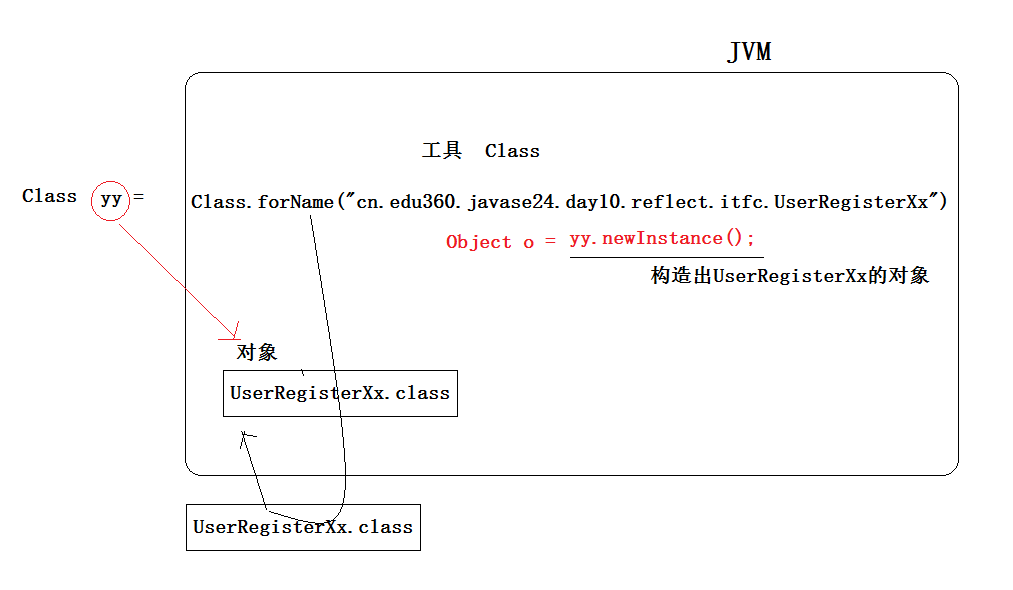 JVM
工具 Class
Class yy =
Class.forName("cn.edu360.javase24.day10.reflect.itfc.UserRegisterXx")
Object o = yy.newInstance();
构造出UserRegisterXx的对象
对象
UserRegisterXx.class
UserRegisterXx.class